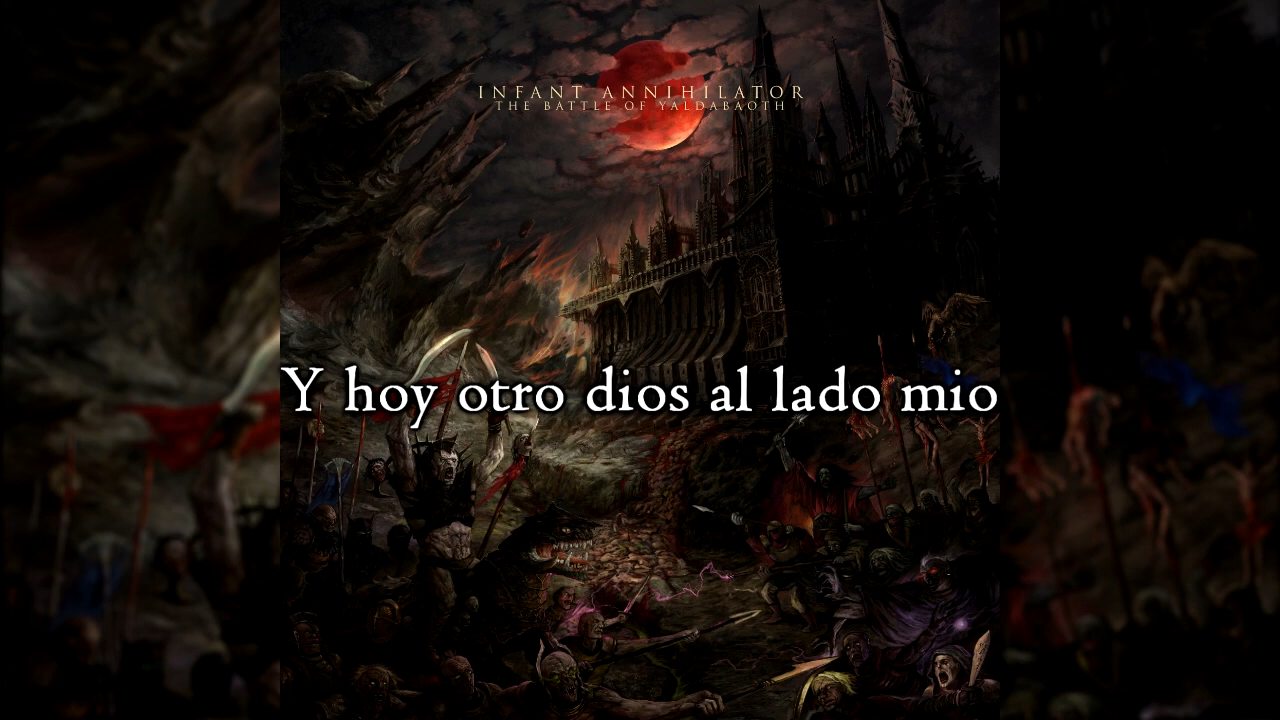 INFANT ANNIHILATOR
THE BATTLE OF YALDABAOTH
Y hoy otro dios al lado mio